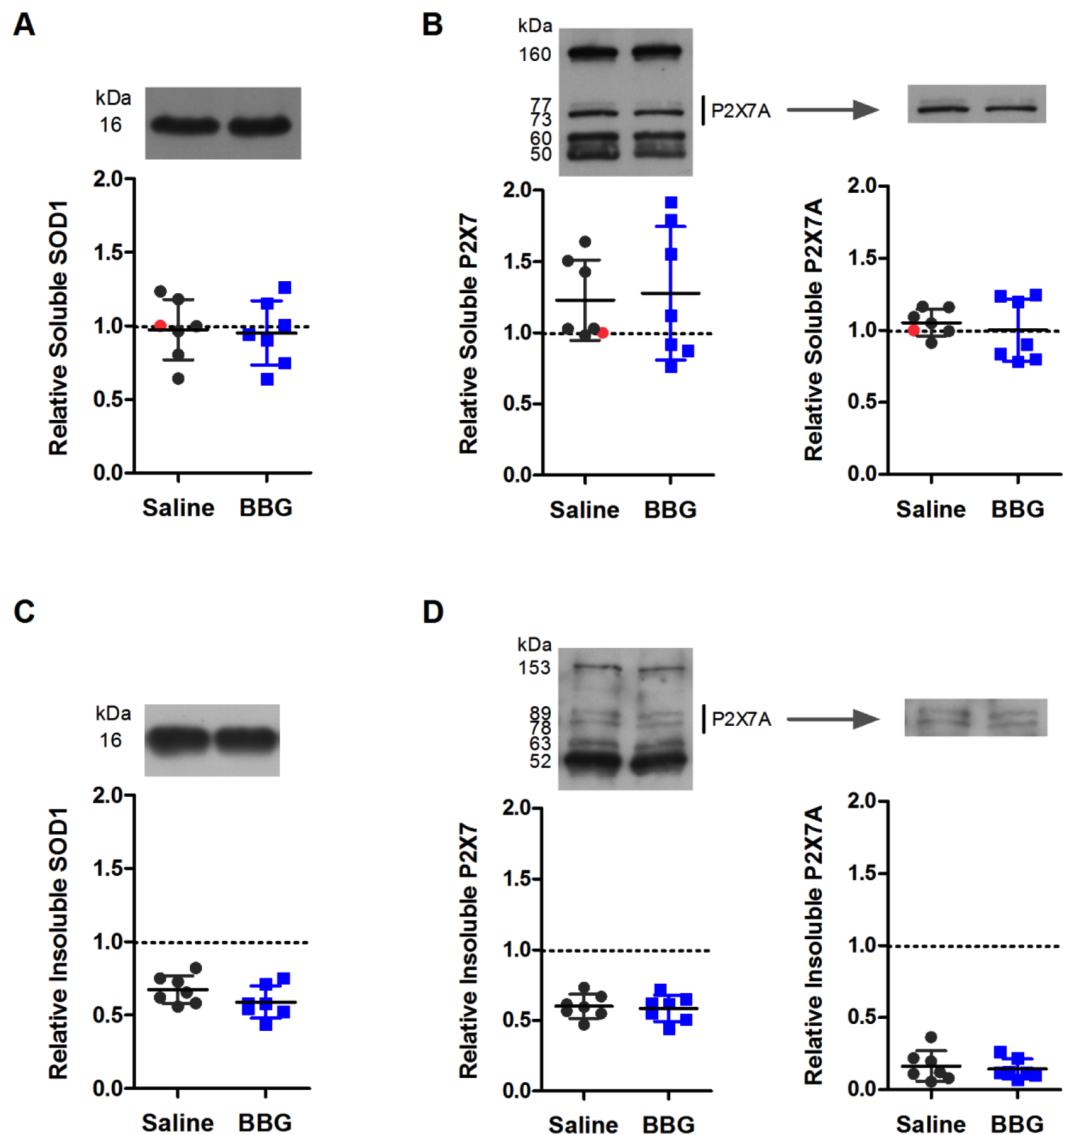 A
kDa
16
Relative Soluble SOD1
2.0
1.5
1.0
0.5
0.0
Saline BBG
B
kDa
160
77
73
60
50
P2X7A
Relative Soluble P2X7
2.0
1.5
1.0
0.5
0.0
Saline BBG
Relative Soluble P2X7A
2.0
1.5
1.0
0.5
0.0
Saline BBG
C
kDa
16
Relative Insoluble SOD1
2.0
1.5
1.0
0.5
0.0
Saline BBG
D
kDa
153
89
78
63
52
P2X7A
Relative Insoluble P2X7
2.0
1.5
1.0
0.5
0.0
Saline BBG
Relative Insoluble P2X7A
2.0
1.5
1.0
0.5
0.0
Saline BBG